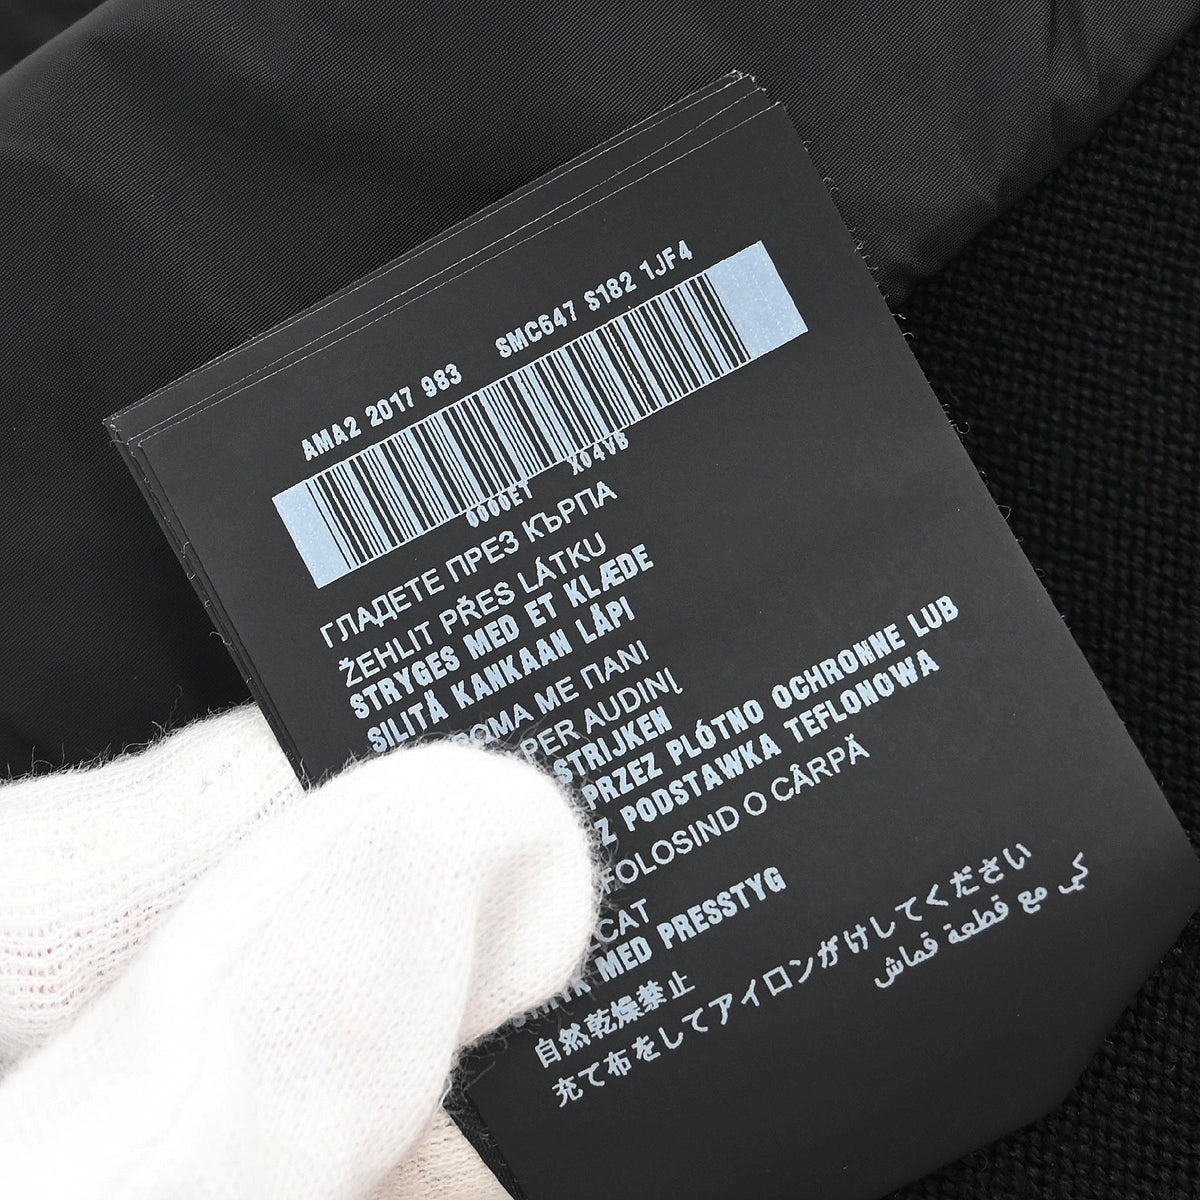 AMA2 2017 983 SMC647 S182 1JF4
0000ET X04VB
ГЛАДЕТЕ ПРЕЗ КЪРПА
ŽEHLIT PŘES LÁTKU
STRYGES MED ET KLÆDE
SILITÄ KANKAAN LÄPI
ΜΕ ΠΑΝΙ
PER AUDINĮ
STRIJKEN
PRZEZ PŁÓTNO OCHRONNE LUB
PODSTAWKA TEFLONOWA
FOLOSIND O CÂRPĂ
MED PRESSTYG
自然乾燥禁止
充て布をしてアイロンがけしてください
كي مع قطعة قماش